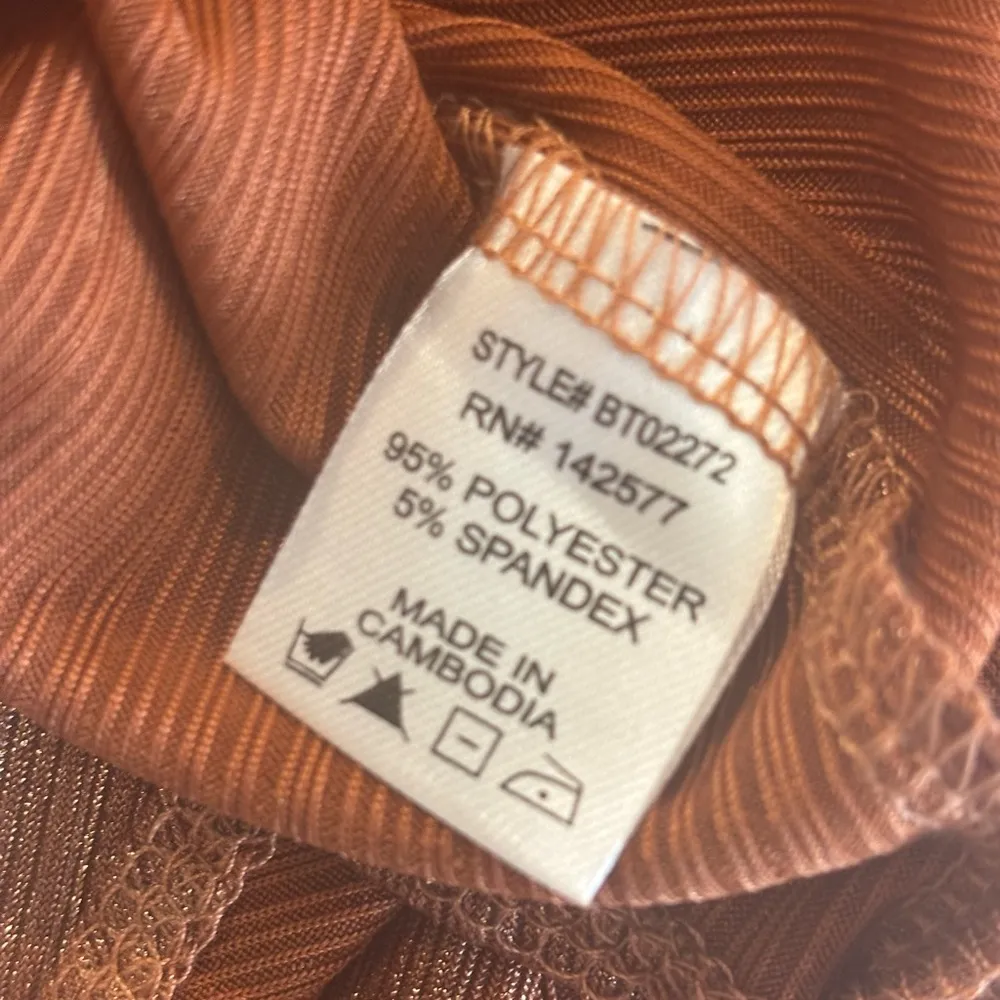 STYLE# BT02272
RN# 142577
95% POLYESTER
5% SPANDEX
MADE IN
CAMBODIA